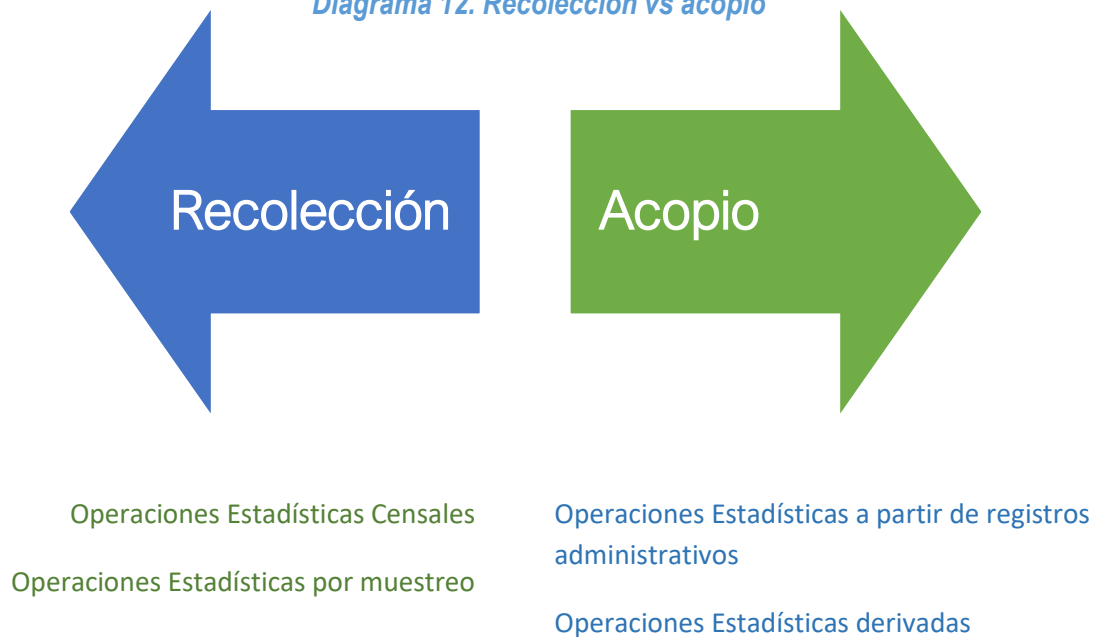 Diagrama 12. Recolección vs acopio
Recolección
Acopio
Operaciones Estadísticas Censales
Operaciones Estadísticas por muestreo
Operaciones Estadísticas a partir de registros
administrativos
Operaciones Estadísticas derivadas